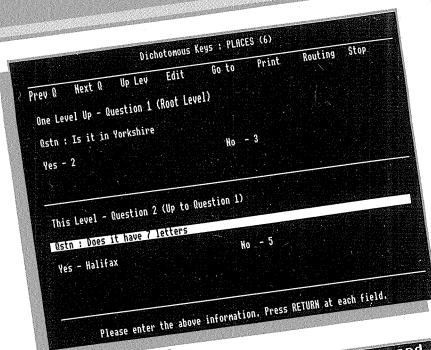 Dichotomous Keys : PLACES (6)
Prev Q Next Q Up Lev Edit Go to Print Routing Stop
One Level Up - Question 1 (Root Level)
Qstn : Is it in Yorkshire
Yes - 2 No - 3
This Level - Question 2 (Up to Question 1)
Qstn : Does it have 7 letters
Yes - Halifax No - 5
Please enter the above information. Press RETURN at each field.